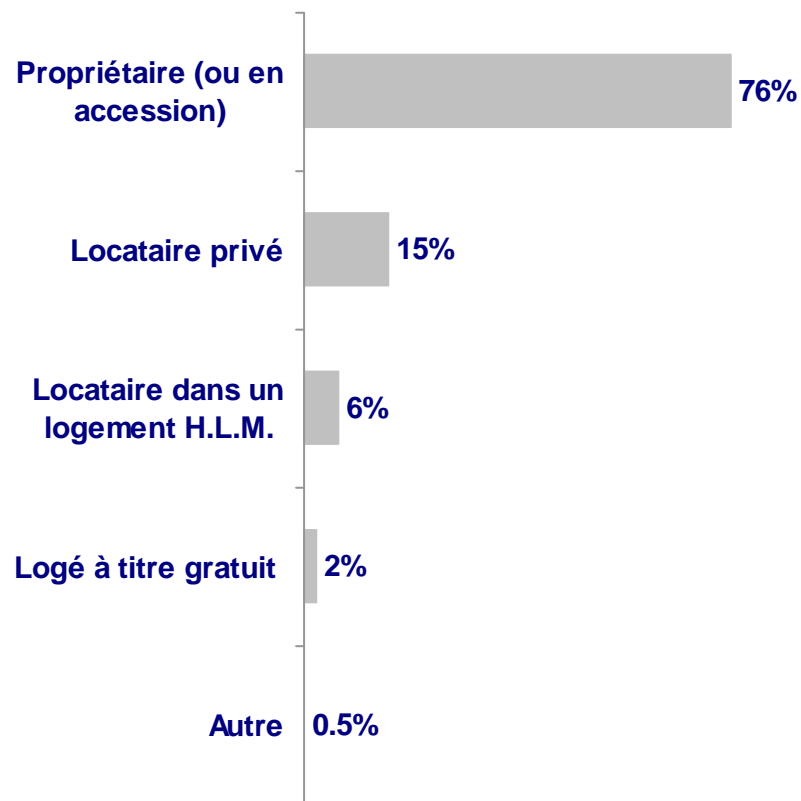 Propriétaire (ou en
accession)
76%
Locataire privé
15%
Locataire dans un
logement H.L.M.
6%
Logé à titre gratuit
2%
Autre
0.5%